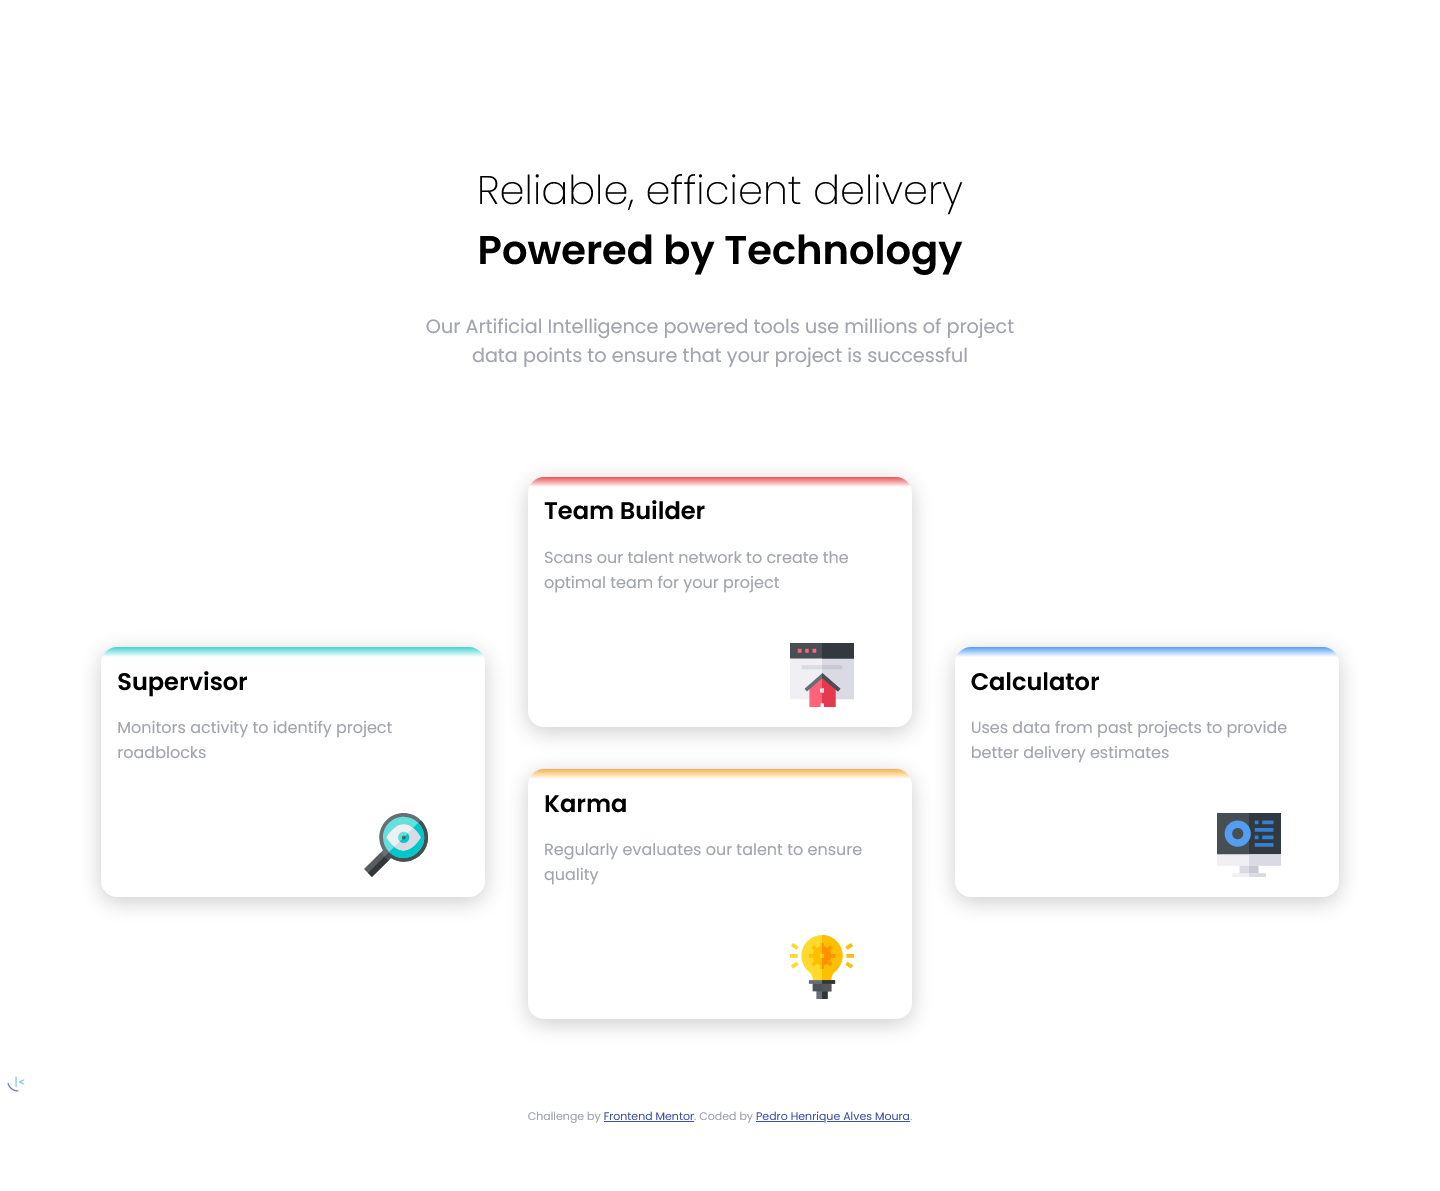 Reliable, efficient delivery
Powered by Technology
Our Artificial Intelligence powered tools use millions of project
data points to ensure that your project is successful
Team Builder
Scans our talent network to create the
optimal team for your project
Supervisor
Monitors activity to identify project
roadblocks
Karma
Regularly evaluates our talent to ensure
quality
Calculator
Uses data from past projects to provide
better delivery estimates
Challenge by Frontend Mentor. Coded by Pedro Henrique Alves Moura.